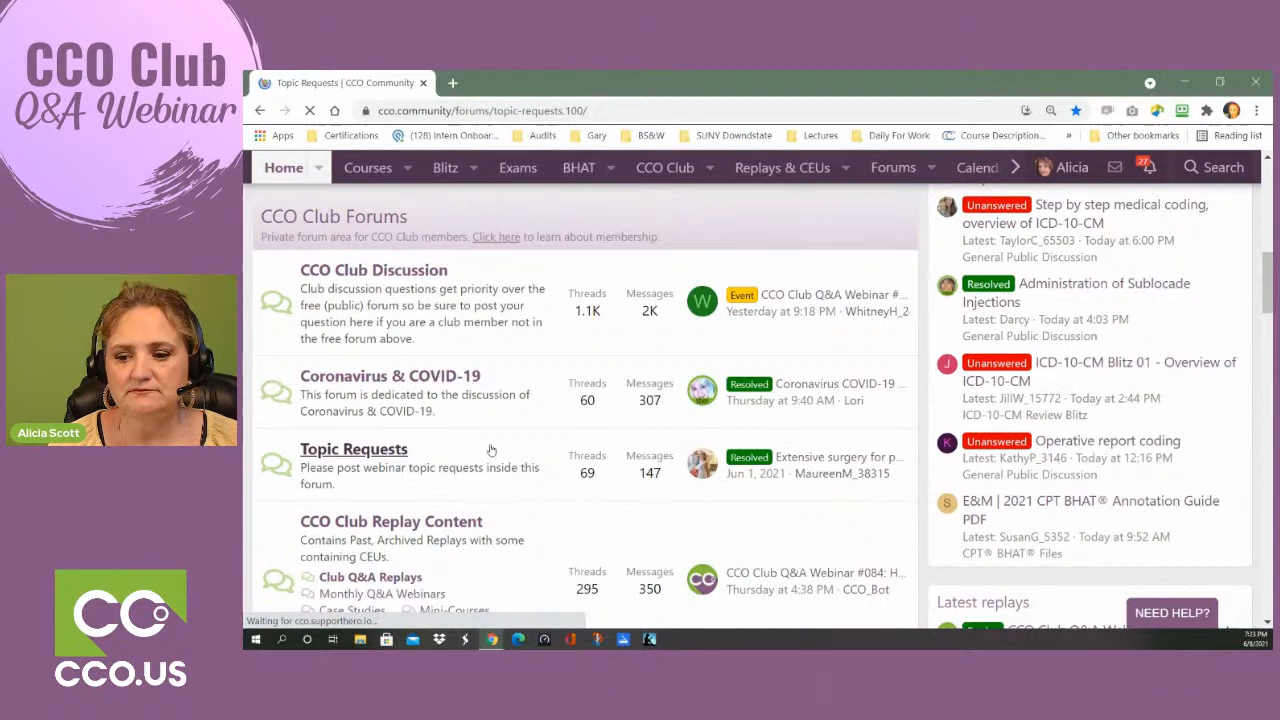 CCO Club
Q&A Webinar
Alicia Scott
CCO
CCO.US
Topic Requests | CCO Community
cco.community/forums/topic-requests.100/
Apps Certifications (128) Intern Onboar... Audits Gary BS&W SUNY Downstate Lectures Daily For Work Course Description... » Other bookmarks Reading list
Home Courses Blitz Exams BHAT CCO Club Replays & CEUs Forums Calend Alicia 27 Search
CCO Club Forums
Private forum area for CCO Club members. Click here to learn about membership.
CCO Club Discussion
Club discussion questions get priority over the
free (public) forum so be sure to post your
question here if you are a club member not in
the free forum above.
Threads Messages
1.1K 2K
W
Event CCO Club Q&A Webinar #...
Yesterday at 9:18 PM · WhitneyH_2
Coronavirus & COVID-19
This forum is dedicated to the discussion of
Coronavirus & COVID-19.
Threads Messages
60 307
Resolved Coronavirus COVID-19 ...
Thursday at 9:40 AM · Lori
Topic Requests
Please post webinar topic requests inside this
forum.
Threads Messages
69 147
Resolved Extensive surgery for p...
Jun 1, 2021 · MaureenM_38315
CCO Club Replay Content
Contains Past, Archived Replays with some
containing CEUs.
Club Q&A Replays
Monthly Q&A Webinars
Case Studies Mini-Courses
Threads Messages
295 350
CCO
CCO Club Q&A Webinar #084: H...
Thursday at 4:38 PM · CCO_Bot
Waiting for cco.supporthero.io...
Unanswered Step by step medical coding,
overview of ICD-10-CM
Latest: TaylorC_65503 · Today at 6:00 PM
General Public Discussion
Resolved Administration of Sublocade
Injections
Latest: Darcy · Today at 4:03 PM
General Public Discussion
J
Unanswered ICD-10-CM Blitz 01 - Overview of
ICD-10-CM
Latest: JillW_15772 · Today at 2:44 PM
ICD-10-CM Review Blitz
K
Unanswered Operative report coding
Latest: KathyP_3146 · Today at 12:16 PM
General Public Discussion
S
E&M | 2021 CPT BHAT® Annotation Guide
PDF
Latest: SusanG_5352 · Today at 9:52 AM
CPT® BHAT® Files
Latest replays
NEED HELP?
CCO Club Q&A
7:23 PM
6/8/2021